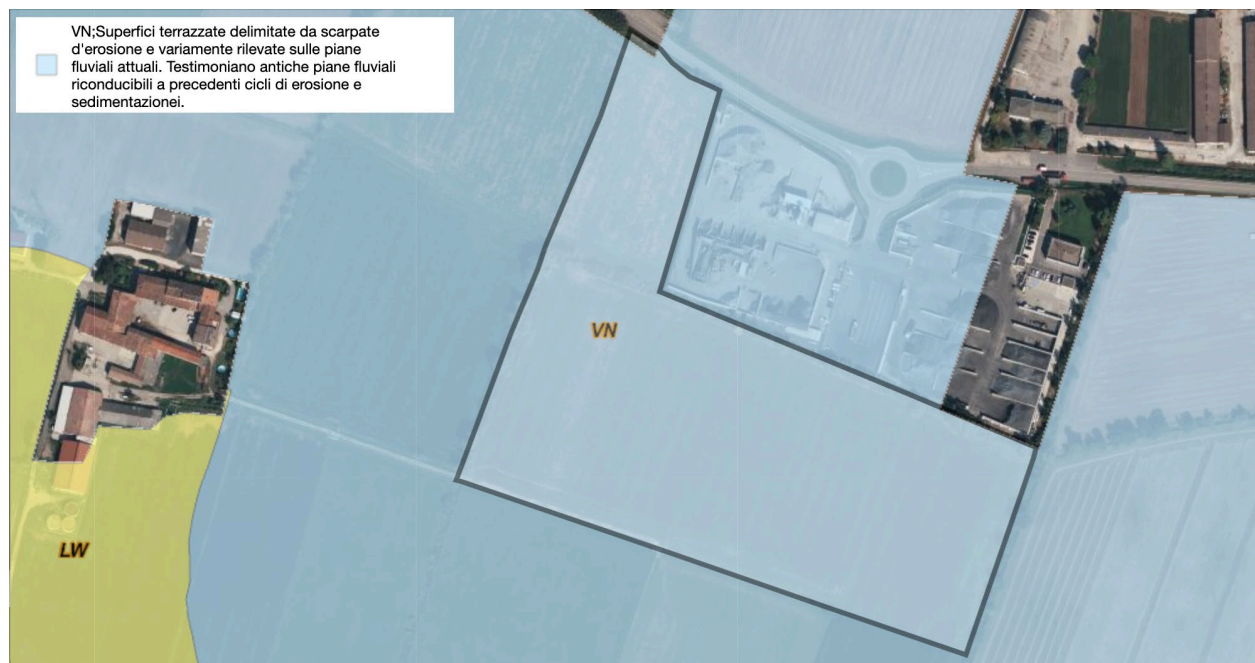 VN;Superfici terrazzate delimitate da scarpate
d'erosione e variamente rilevate sulle piane
fluviali attuali. Testimoniano antiche piane fluviali
riconducibili a precedenti cicli di erosione e
sedimentazionei.
VN
LW